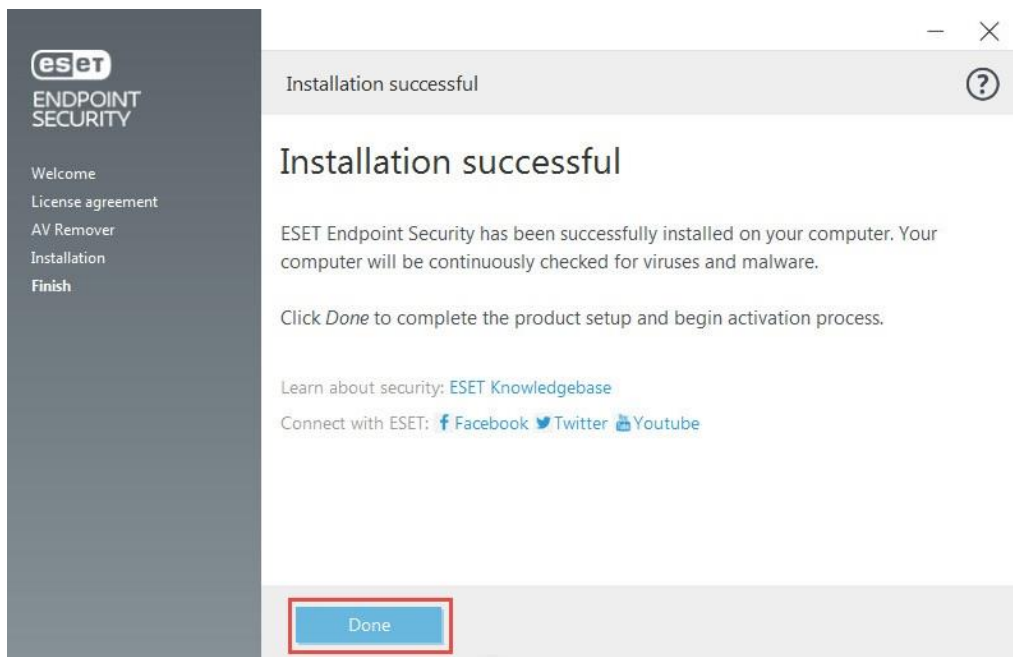 eset
ENDPOINT
SECURITY
Welcome
License agreement
AV Remover
Installation
Finish
Installation successful
Installation successful
ESET Endpoint Security has been successfully installed on your computer. Your
computer will be continuously checked for viruses and malware.
Click Done to complete the product setup and begin activation process.
Learn about security: ESET Knowledgebase
Connect with ESET: Facebook Twitter Youtube
Done